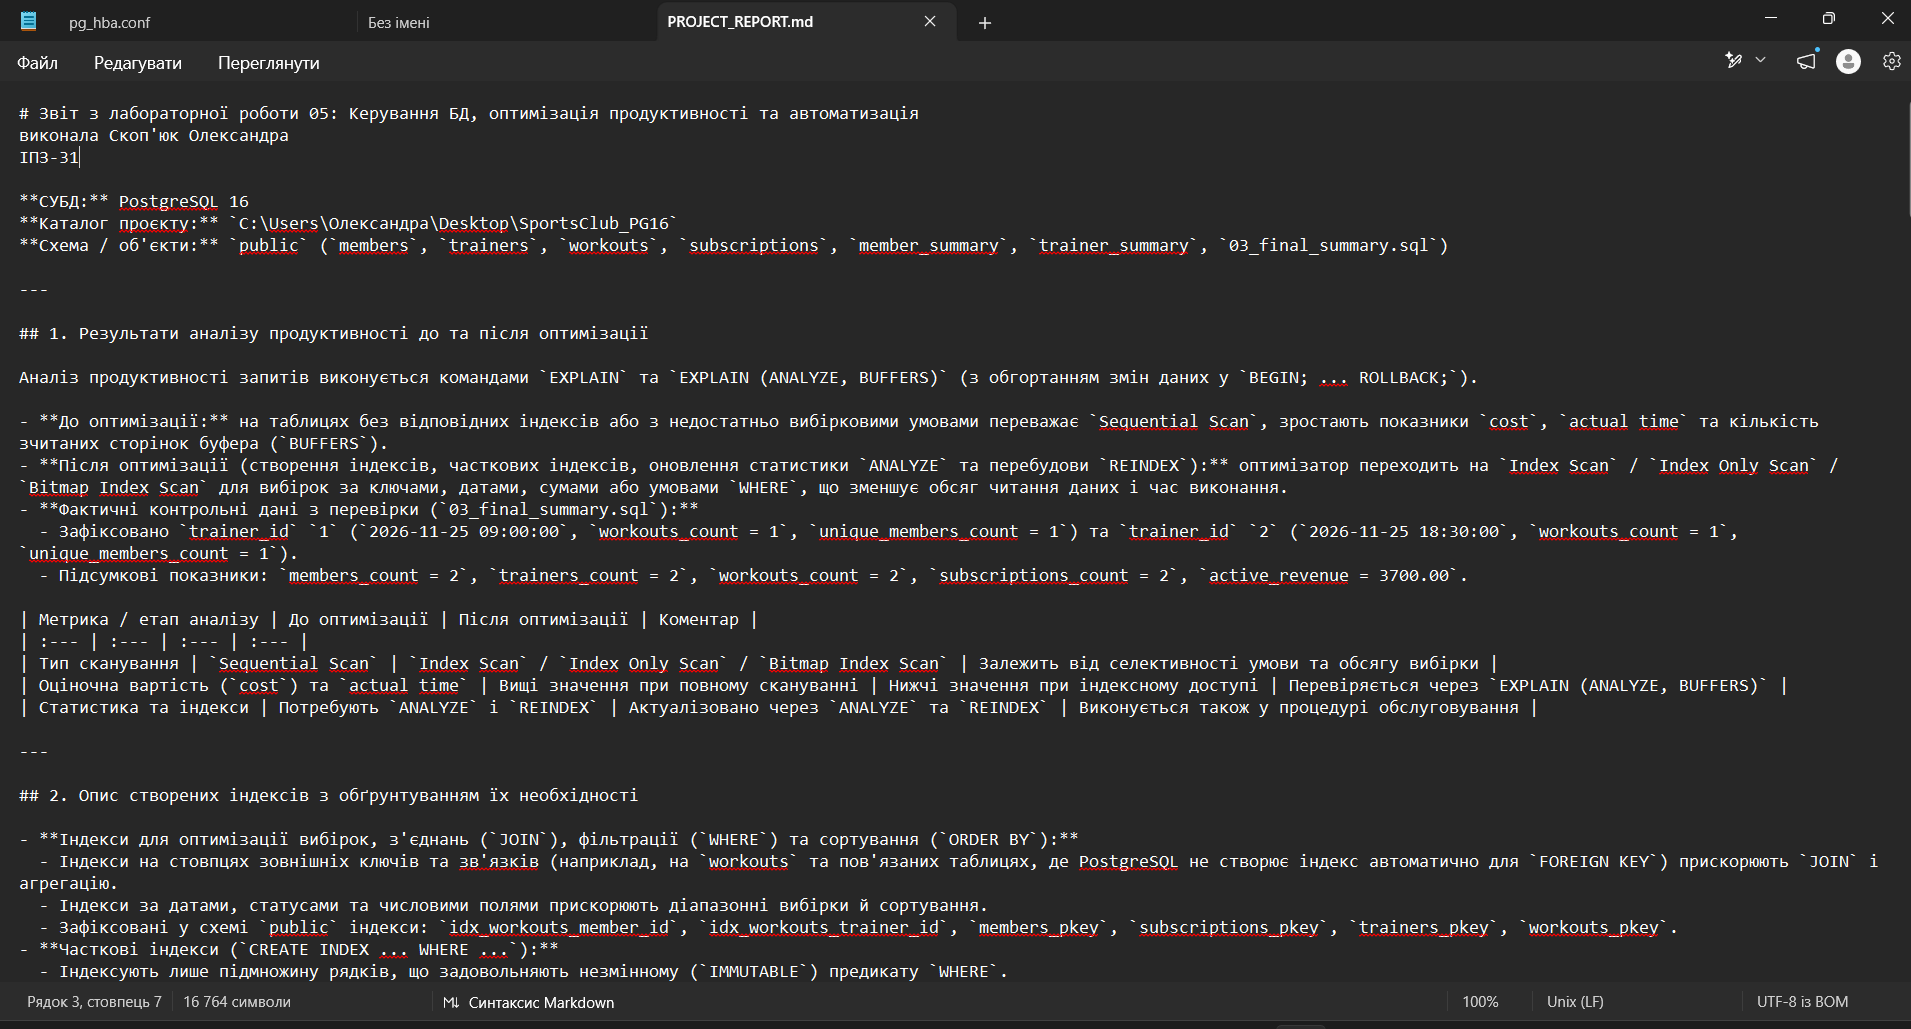 pg_hba.conf
Без імені
PROJECT_REPORT.md
Файл Редагувати Переглянути
# Звіт з лабораторної роботи 05: Керування БД, оптимізація продуктивності та автоматизація
виконала Скоп'юк Олександра
ІПЗ-31
**СУБД:** PostgreSQL 16
**Каталог проєкту:** `C:\Users\Олександра\Desktop\SportsClub_PG16`
**Схема / об'єкти:** `public` (`members`, `trainers`, `workouts`, `subscriptions`, `member_summary`, `trainer_summary`, `03_final_summary.sql`)
---
## 1. Результати аналізу продуктивності до та після оптимізації
Аналіз продуктивності запитів виконується командами `EXPLAIN` та `EXPLAIN (ANALYZE, BUFFERS)` (з обгортанням змін даних у `BEGIN; ... ROLLBACK;`).
- **До оптимізації:** на таблицях без відповідних індексів або з недостатньо вибірковими умовами переважає `Sequential Scan`, зростають показники `cost`, `actual time` та кількість
зчитаних сторінок буфера (`BUFFERS`).
- **Після оптимізації (створення індексів, часткових індексів, оновлення статистики `ANALYZE` та перебудови `REINDEX`):** оптимізатор переходить на `Index Scan` / `Index Only Scan` /
`Bitmap Index Scan` для вибірок за ключами, датами, сумами або умовами `WHERE`, що зменшує обсяг читання даних і час виконання.
- **Фактичні контрольні дані з перевірки (`03_final_summary.sql`):**
  - Зафіксовано `trainer_id` `1` (`2026-11-25 09:00:00`, `workouts_count = 1`, `unique_members_count = 1`) та `trainer_id` `2` (`2026-11-25 18:30:00`, `workouts_count = 1`,
`unique_members_count = 1`).
  - Підсумкові показники: `members_count = 2`, `trainers_count = 2`, `workouts_count = 2`, `subscriptions_count = 2`, `active_revenue = 3700.00`.
| Метрика / етап аналізу | До оптимізації | Після оптимізації | Коментар |
| :--- | :--- | :--- | :--- |
| Тип сканування | `Sequential Scan` | `Index Scan` / `Index Only Scan` / `Bitmap Index Scan` | Залежить від селективності умови та обсягу вибірки |
| Оціночна вартість (`cost`) та `actual time` | Вищі значення при повному скануванні | Нижчі значення при індексному доступі | Перевіряється через `EXPLAIN (ANALYZE, BUFFERS)` |
| Статистика та індекси | Потребують `ANALYZE` і `REINDEX` | Актуалізовано через `ANALYZE` та `REINDEX` | Виконується також у процедурі обслуговування |
---
## 2. Опис створених індексів з обґрунтуванням їх необхідності
- **Індекси для оптимізації вибірок, з'єднань (`JOIN`), фільтрації (`WHERE`) та сортування (`ORDER BY`):**
  - Індекси на стовпцях зовнішніх ключів та зв'язків (наприклад, на `workouts` та пов'язаних таблицях, де PostgreSQL не створює індекс автоматично для `FOREIGN KEY`) прискорюють `JOIN` і
агрегацію.
  - Індекси за датами, статусами та числовими полями прискорюють діапазонні вибірки й сортування.
  - Зафіксовані у схемі `public` індекси: `idx_workouts_member_id`, `idx_workouts_trainer_id`, `members_pkey`, `subscriptions_pkey`, `trainers_pkey`, `workouts_pkey`.
- **Часткові індекси (`CREATE INDEX ... WHERE ...`):**
  - Індексують лише підмножину рядків, що задовольняють незмінному (`IMMUTABLE`) предикату `WHERE`.
Рядок 3, стовпець 7 16 764 символи M↓ Синтаксис Markdown 100% Unix (LF) UTF-8 із BOM